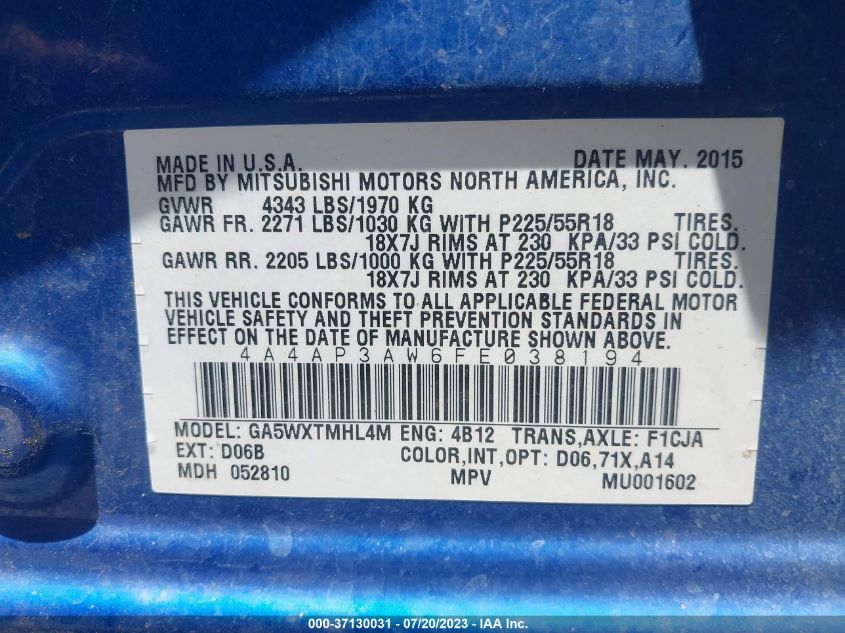 MADE IN U.S.A. DATE MAY. 2015
MFD BY MITSUBISHI MOTORS NORTH AMERICA, INC.
GVWR 4343 LBS/1970 KG
GAWR FR. 2271 LBS/1030 KG WITH P225/55R18 TIRES.
18X7J RIMS AT 230 KPA/33 PSI COLD.
GAWR RR. 2205 LBS/1000 KG WITH P225/55R18 TIRES.
18X7J RIMS AT 230 KPA/33 PSI COLD.
THIS VEHICLE CONFORMS TO ALL APPLICABLE FEDERAL MOTOR
VEHICLE SAFETY AND THEFT PREVENTION STANDARDS IN
EFFECT ON THE DATE OF MANUFACTURE SHOWN ABOVE.
4A4AP3AW6FE038194
MODEL: GA5WXTMHL4M ENG: 4B12 TRANS,AXLE: F1CJA
EXT: D06B COLOR,INT,OPT: D06,71X,A14
MDH 052810 MPV MU001602
000-37130031 - 07/20/2023 - IAA Inc.